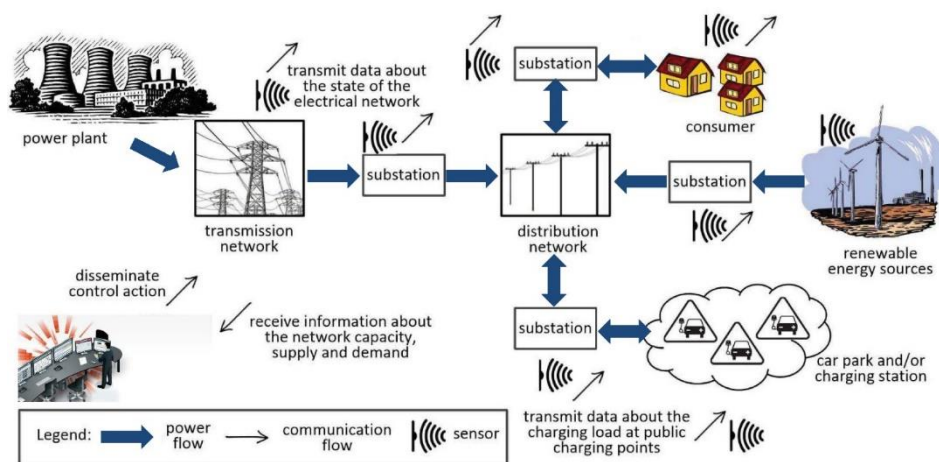 power plant
transmit data about
the state of the
electrical network
substation
transmission
network
substation
consumer
distribution
network
substation
renewable
energy sources
disseminate
control action
receive information about
the network capacity,
supply and demand
substation
car park and/or
charging station
transmit data about the
charging load at public
charging points
Legend:
power
flow
communication
flow
sensor